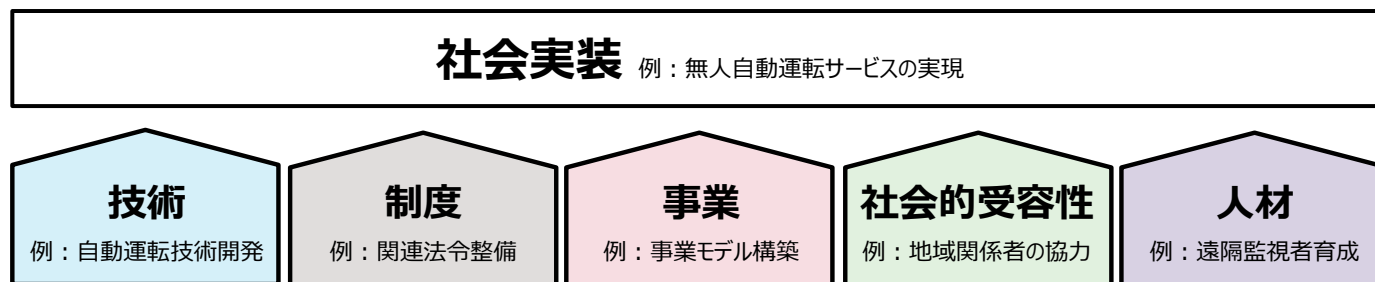 社会実装 例：無人自動運転サービスの実現
技術
例：自動運転技術開発
制度
例：関連法令整備
事業
例：事業モデル構築
社会的受容性
例：地域関係者の協力
人材
例：遠隔監視者育成